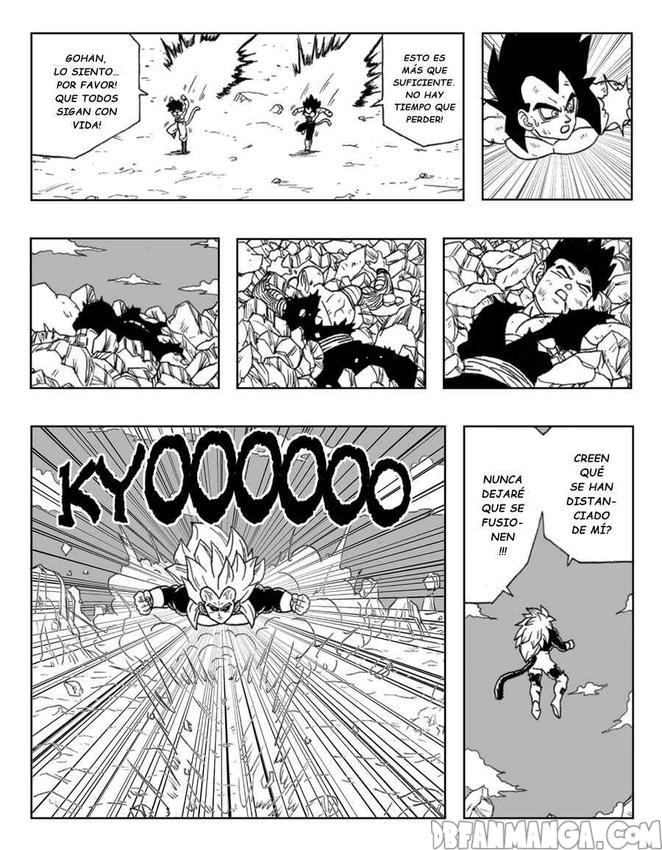 GOHAN,
LO SIENTO...
POR FAVOR!
QUE TODOS
SIGAN CON
VIDA!
ESTO ES
MÁS QUE
SUFICIENTE.
NO HAY
TIEMPO QUE
PERDER!
KYOOOOOOO
CREEN
QUÉ
SE HAN
DISTAN-
CIADO
DE MÍ?
NUNCA
DEJARÉ
QUE SE
FUSIO-
NEN
!!!
DBFANMANGA.COM